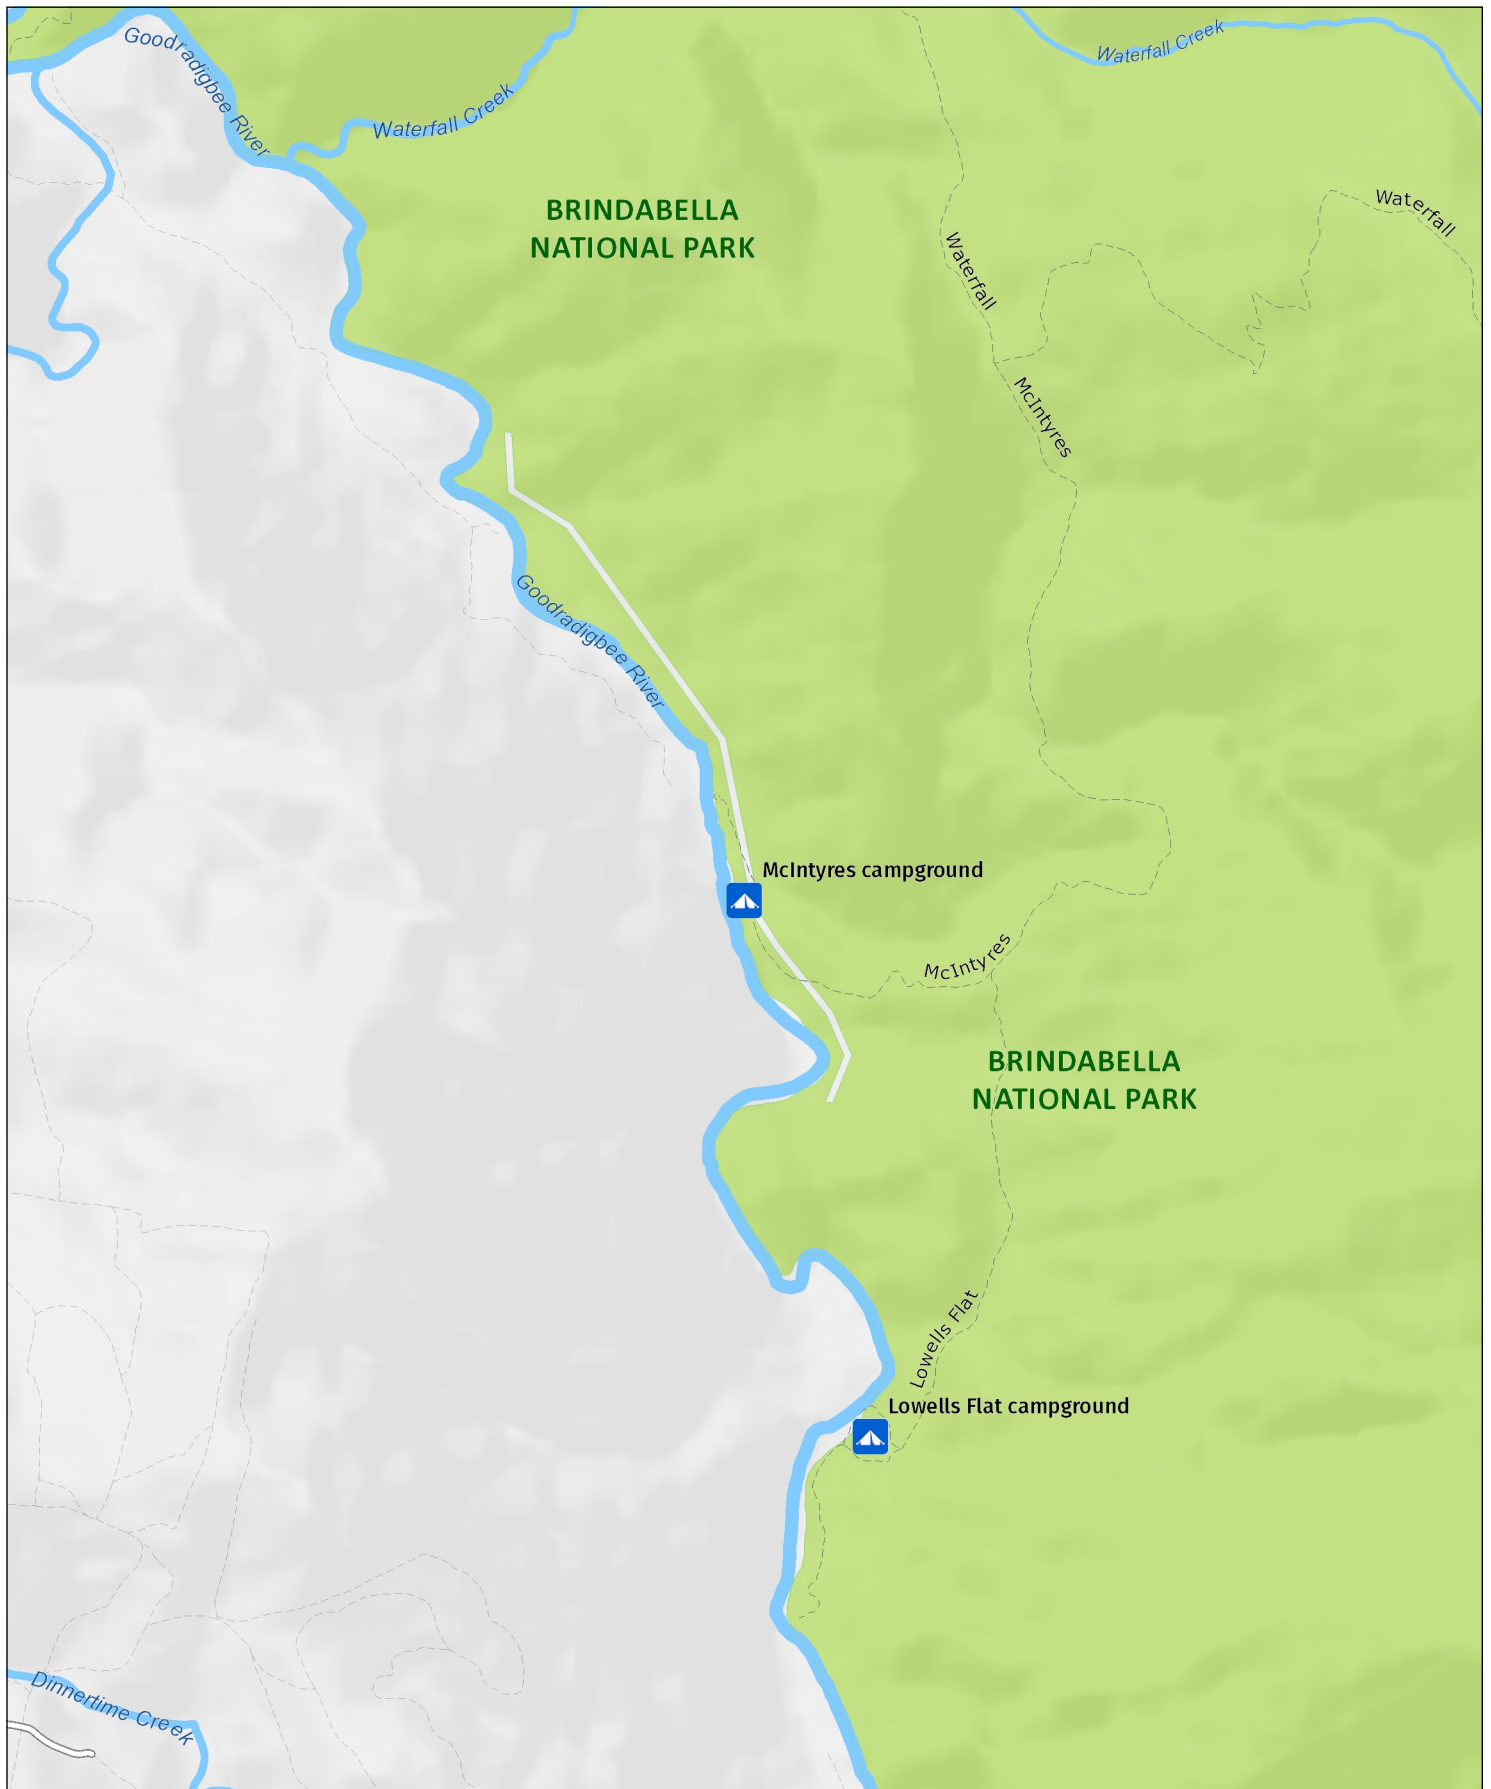 Goodradigbee River
Waterfall Creek
Waterfall Creek
BRINDABELLA
NATIONAL PARK
Waterfall
Waterfall
McIntyres
Goodradigbee River
McIntyres campground
McIntyres
BRINDABELLA
NATIONAL PARK
Lowells Flat
Lowells Flat campground
Dinnertime Creek